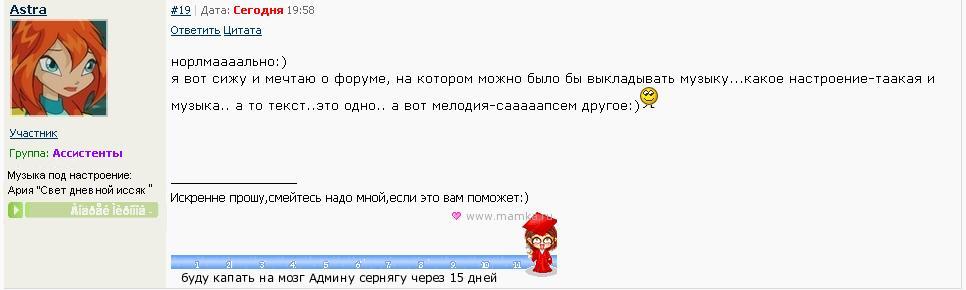 Astra
#19 | Дата: Сегодня 19:58
Ответить Цитата
норлмаааально:)
я вот сижу и мечтаю о форуме, на котором можно было бы выкладывать музыку...какое настроение-таакая и
музыка.. а то текст..это одно.. а вот мелодия-сааааапсем другое:)
Участник
Группа: Ассистенты
Музыка под настроение:
Ария "Свет дневной иссяк"
Искренне прошу,смейтесь надо мной,если это вам поможет:)
www.mamka.ru
1 2 3 4 5 6 7 8 9 10 11
буду капать на мозг Админу сернягу через 15 дней